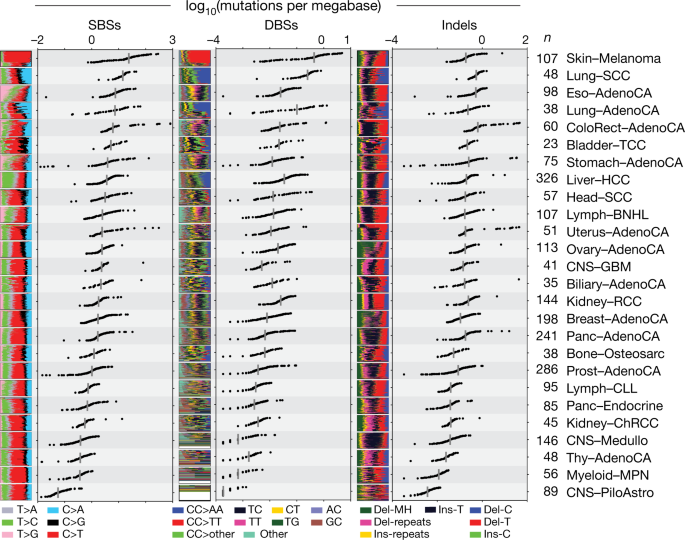 log10(mutations per megabase)
SBSs DBSs Indels n
−2 0 2 3 −4 −3 −2 −1 0 1 −4 −2 0 2
107 Skin–Melanoma
48 Lung–SCC
98 Eso–AdenoCA
38 Lung–AdenoCA
60 ColoRect–AdenoCA
23 Bladder–TCC
75 Stomach–AdenoCA
326 Liver–HCC
57 Head–SCC
107 Lymph–BNHL
51 Uterus–AdenoCA
113 Ovary–AdenoCA
41 CNS–GBM
35 Biliary–AdenoCA
144 Kidney–RCC
198 Breast–AdenoCA
241 Panc–AdenoCA
38 Bone–Osteosarc
286 Prost–AdenoCA
95 Lymph–CLL
85 Panc–Endocrine
45 Kidney–ChRCC
146 CNS–Medullo
48 Thy–AdenoCA
56 Myeloid–MPN
89 CNS–PiloAstro
T>A C>A CC>AA TC CT AC Del-MH Ins-T Del-C
T>C C>G CC>TT TT TG GC Del-repeats Del-T
T>G C>T CC>other Other Ins-repeats Ins-C